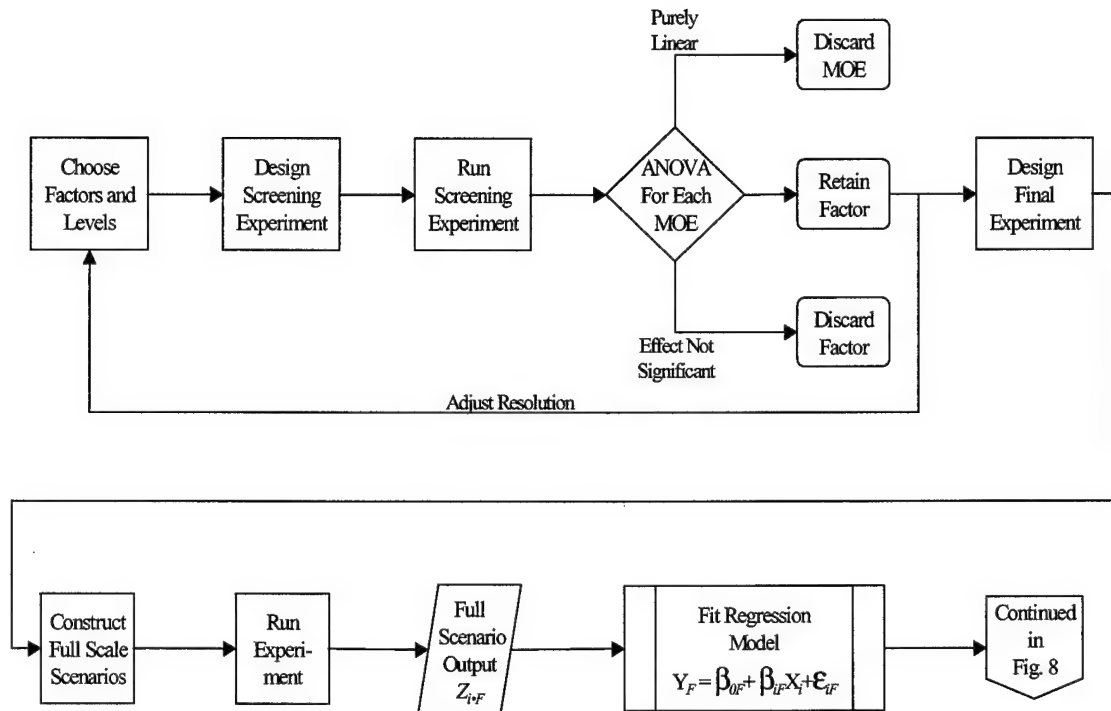 Purely
Linear
Discard
MOE
Choose
Factors and
Levels
Design
Screening
Experiment
Run
Screening
Experiment
ANOVA
For Each
MOE
Retain
Factor
Design
Final
Experiment
Effect Not
Significant
Discard
Factor
Adjust Resolution
Construct
Full Scale
Scenarios
Run
Experi-
ment
Full
Scenario
Output
Z_{i•F}
Fit Regression
Model
Y_F = β_{0F} + β_{iF}X_i + ε_{iF}
Continued
in
Fig. 8